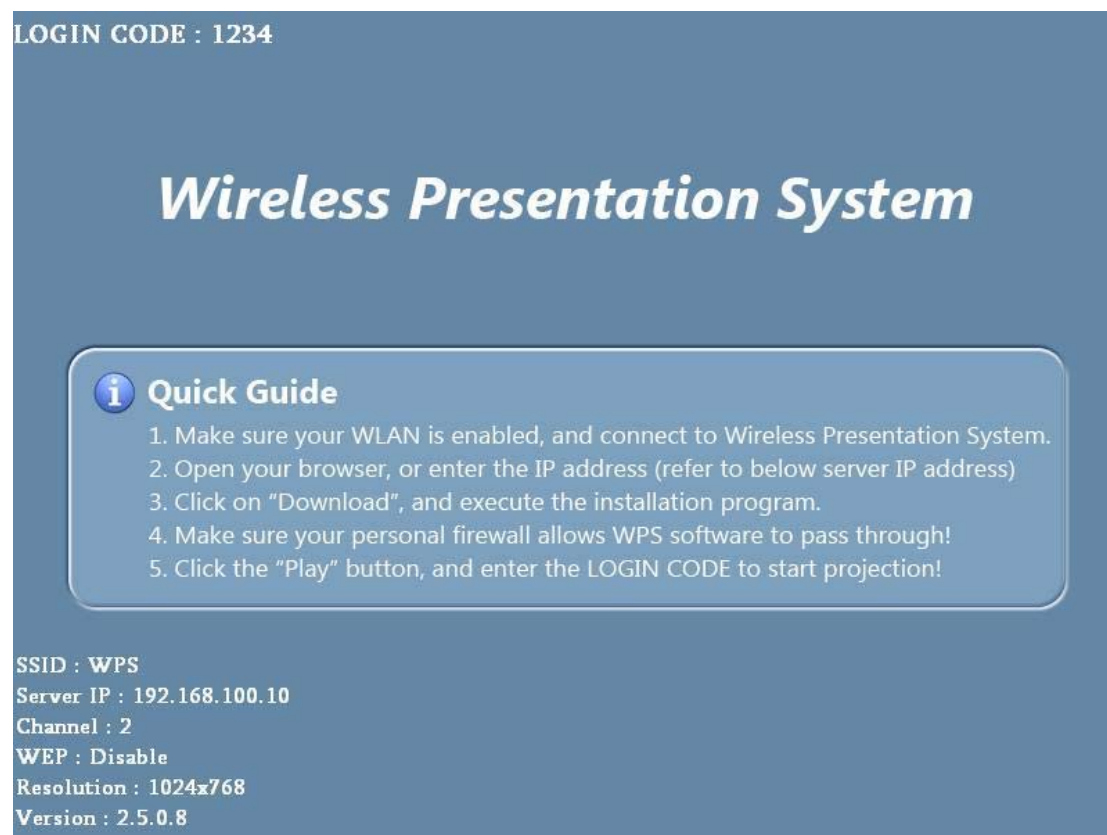 LOGIN CODE : 1234
Wireless Presentation System
Quick Guide
1. Make sure your WLAN is enabled, and connect to Wireless Presentation System.
2. Open your browser, or enter the IP address (refer to below server IP address)
3. Click on “Download”, and execute the installation program.
4. Make sure your personal firewall allows WPS software to pass through!
5. Click the “Play” button, and enter the LOGIN CODE to start projection!
SSID : WPS
Server IP : 192.168.100.10
Channel : 2
WEP : Disable
Resolution : 1024x768
Version : 2.5.0.8